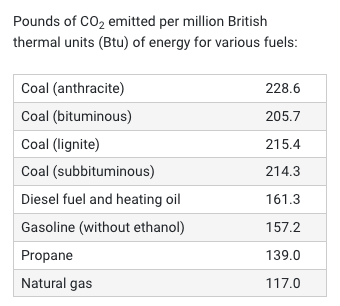 Pounds of CO₂ emitted per million British
thermal units (Btu) of energy for various fuels:
Coal (anthracite) 228.6
Coal (bituminous) 205.7
Coal (lignite) 215.4
Coal (subbituminous) 214.3
Diesel fuel and heating oil 161.3
Gasoline (without ethanol) 157.2
Propane 139.0
Natural gas 117.0